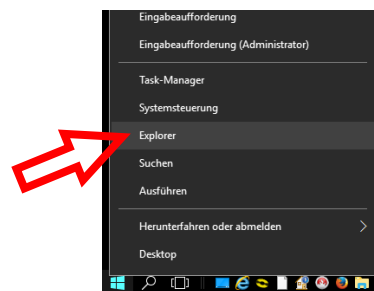 Eingabeaufforderung
Eingabeaufforderung (Administrator)
Task-Manager
Systemsteuerung
Explorer
Suchen
Ausführen
Herunterfahren oder abmelden
Desktop